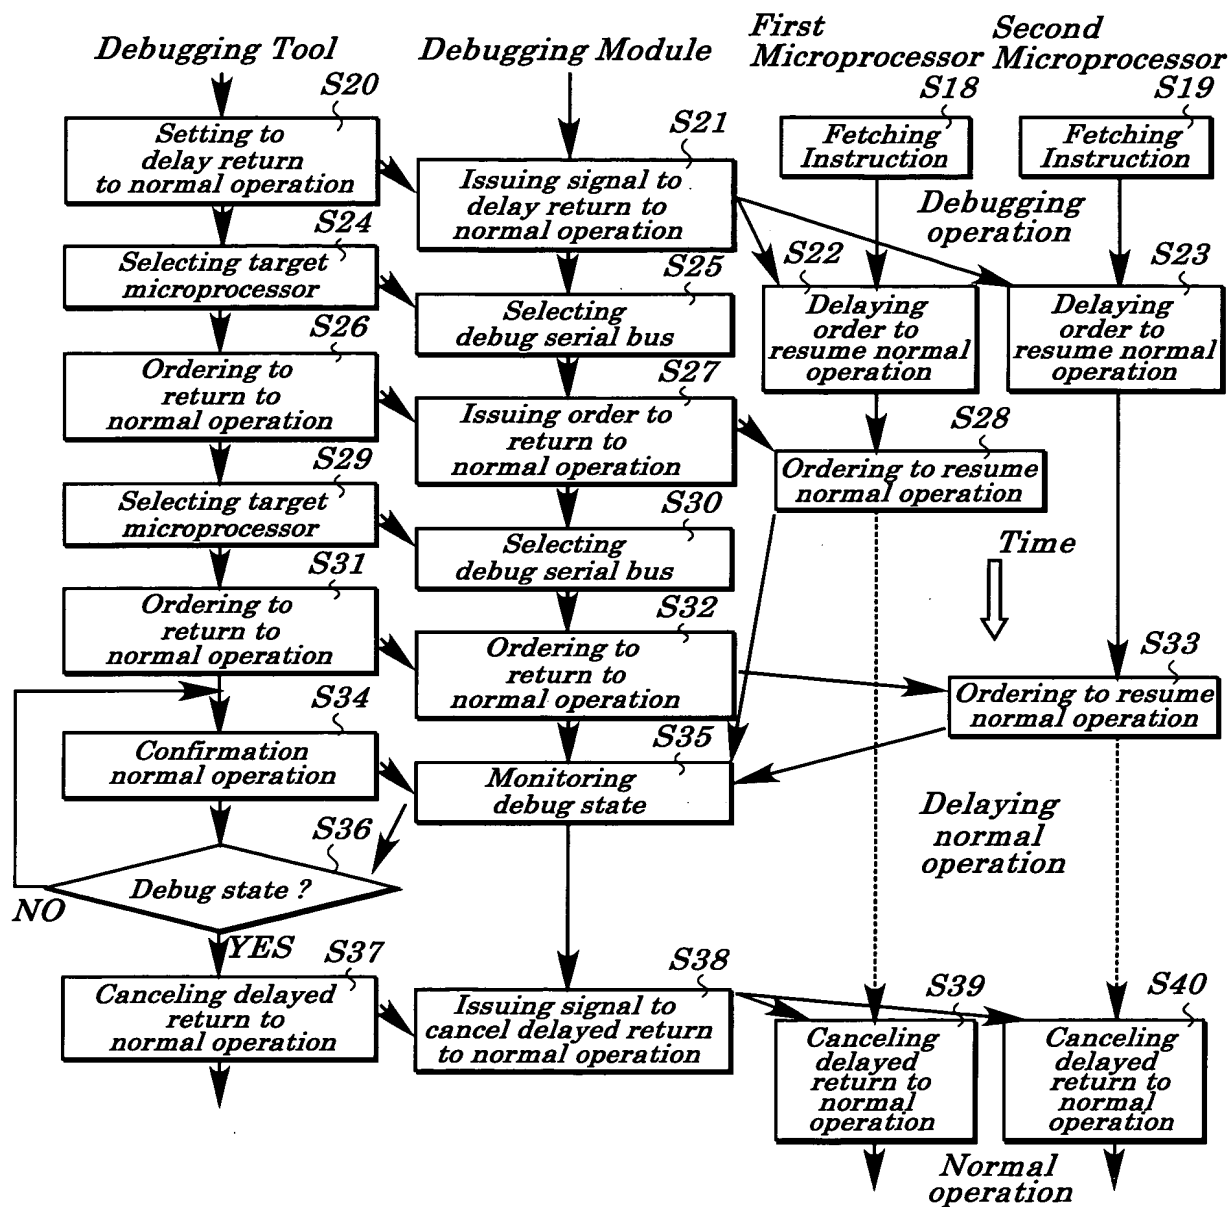 Debugging Tool
Debugging Module
First
Microprocessor
Second
Microprocessor
S20
Setting to
delay return
to normal operation
S21
Issuing signal to
delay return to
normal operation
S18
Fetching
Instruction
S19
Fetching
Instruction
Debugging
operation
S24
Selecting target
microprocessor
S25
Selecting
debug serial bus
S22
Delaying
order to
resume normal
operation
S23
Delaying
order to
resume normal
operation
S26
Ordering to
return to
normal operation
S27
Issuing order to
return to
normal operation
S28
Ordering to resume
normal operation
S29
Selecting target
microprocessor
S30
Selecting
debug serial bus
Time
S31
Ordering to
return to
normal operation
S32
Ordering to
return to
normal operation
S33
Ordering to resume
normal operation
S34
Confirmation
normal operation
S35
Monitoring
debug state
Delaying
normal
operation
S36
Debug state ?
NO
YES
S37
Canceling delayed
return to
normal operation
S38
Issuing signal to
cancel delayed return
to normal operation
S39
Canceling
delayed
return to
normal
operation
S40
Canceling
delayed
return to
normal
operation
Normal
operation